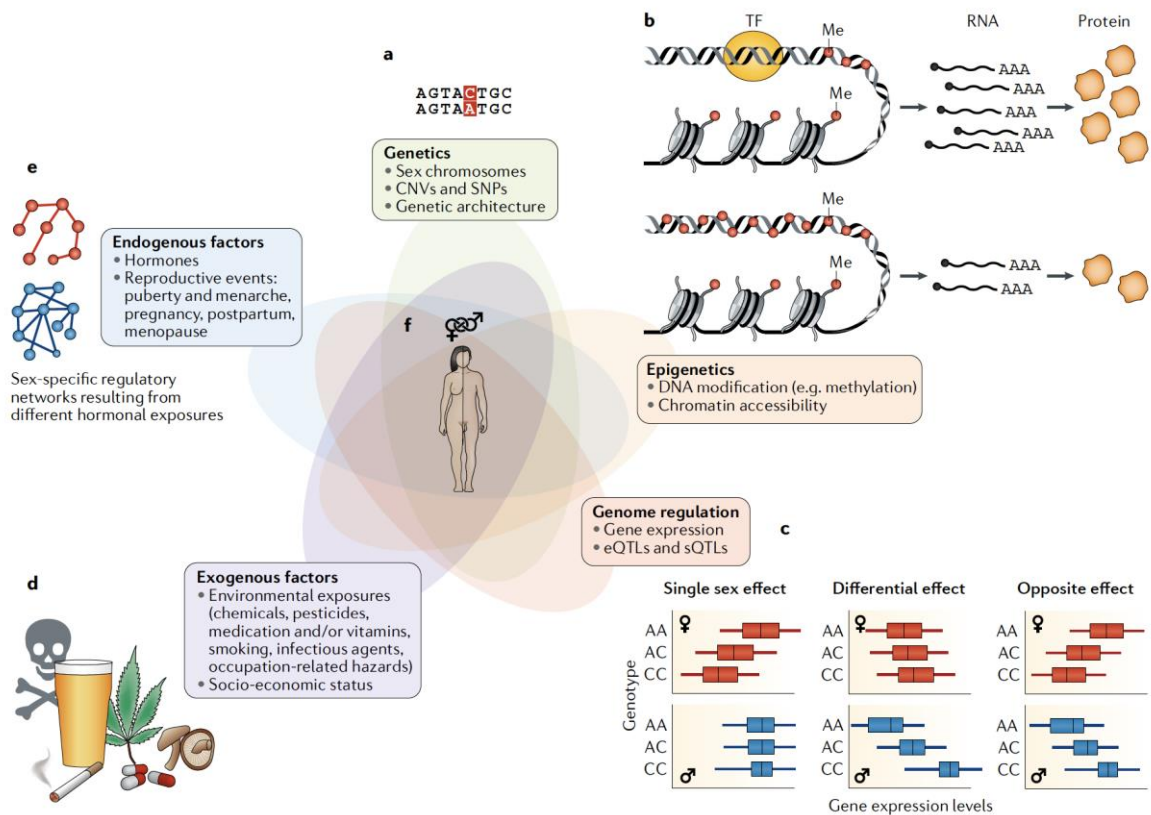 a
AGTACTGC
AGTAATGC
Genetics
• Sex chromosomes
• CNVs and SNPs
• Genetic architecture
b
TF
Me
RNA
Protein
AAA
AAA
Me
AAA
AAA
AAA
Me
AAA
Me
AAA
Epigenetics
• DNA modification (e.g. methylation)
• Chromatin accessibility
e
Endogenous factors
• Hormones
• Reproductive events:
puberty and menarche,
pregnancy, postpartum,
menopause
Sex-specific regulatory
networks resulting from
different hormonal exposures
f
Genome regulation
• Gene expression
• eQTLs and sQTLs
d
Exogenous factors
• Environmental exposures
(chemicals, pesticides,
medication and/or vitamins,
smoking, infectious agents,
occupation-related hazards)
• Socio-economic status
c
Single sex effect
Differential effect
Opposite effect
Genotype
♀
AA
AC
CC
♀
AA
AC
CC
♀
AA
AC
CC
AA
AC
CC
♂
AA
AC
CC
♂
AA
AC
CC
♂
Gene expression levels